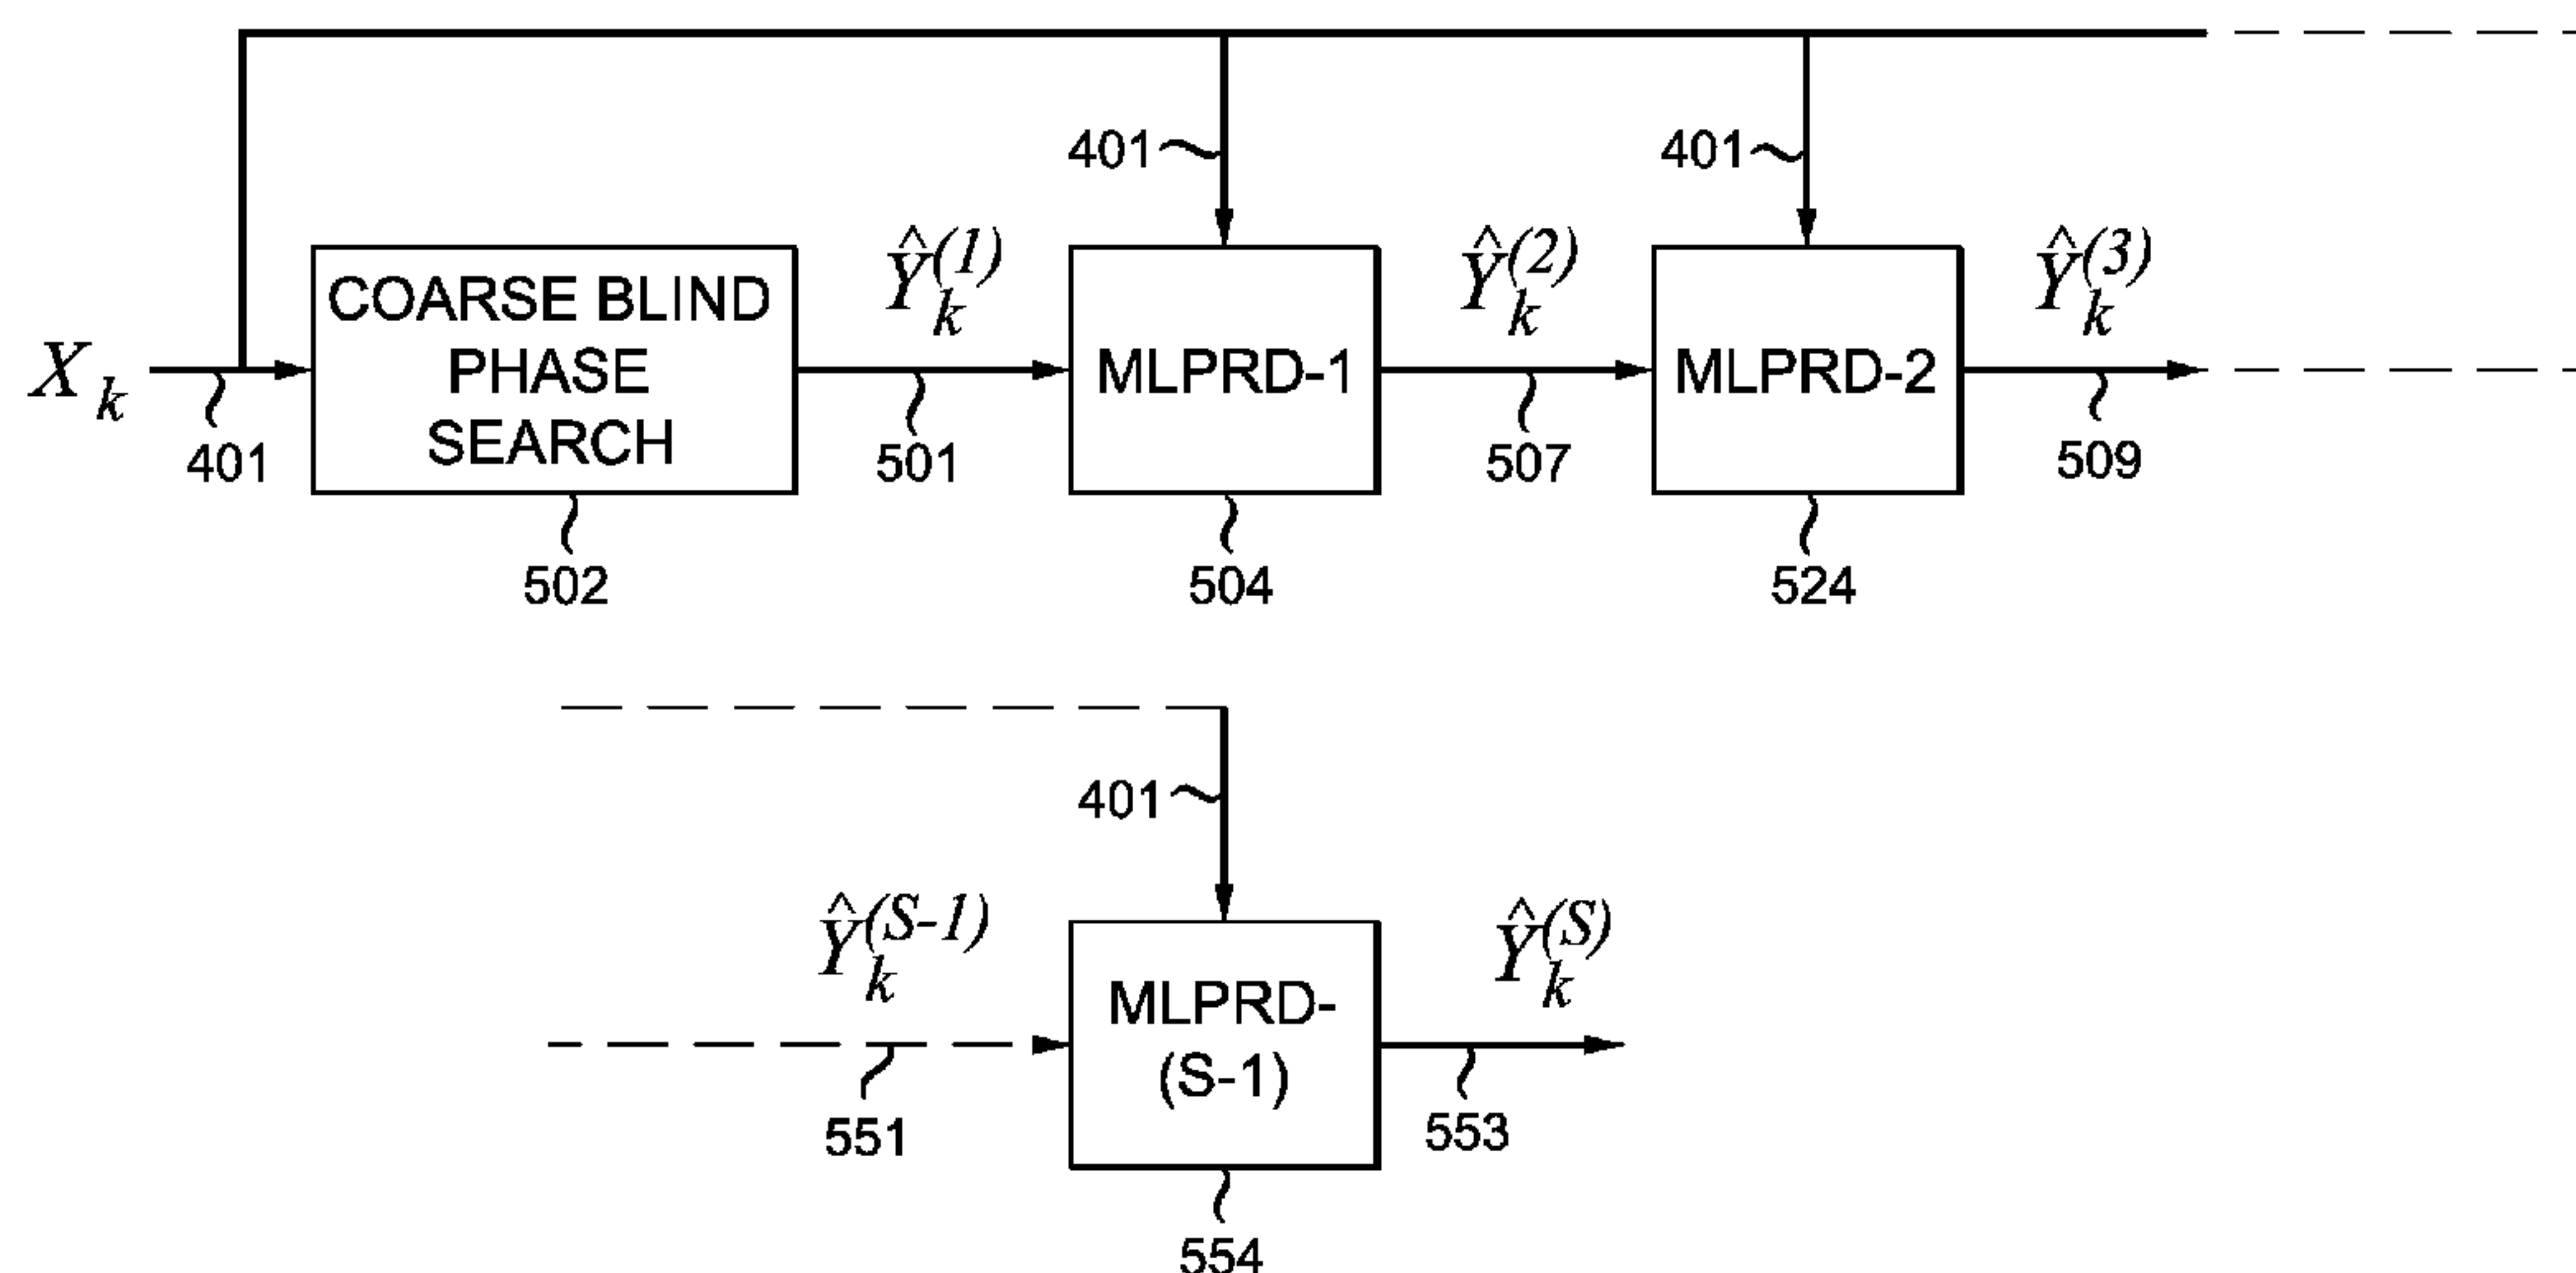 401
401
COARSE BLIND
PHASE
SEARCH
X_k
Ŷ_k^(1)
MLPRD-1
Ŷ_k^(2)
MLPRD-2
Ŷ_k^(3)
401
501
507
509
502
504
524
401
Ŷ_k^(S-1)
MLPRD-
(S-1)
Ŷ_k^(S)
551
553
554